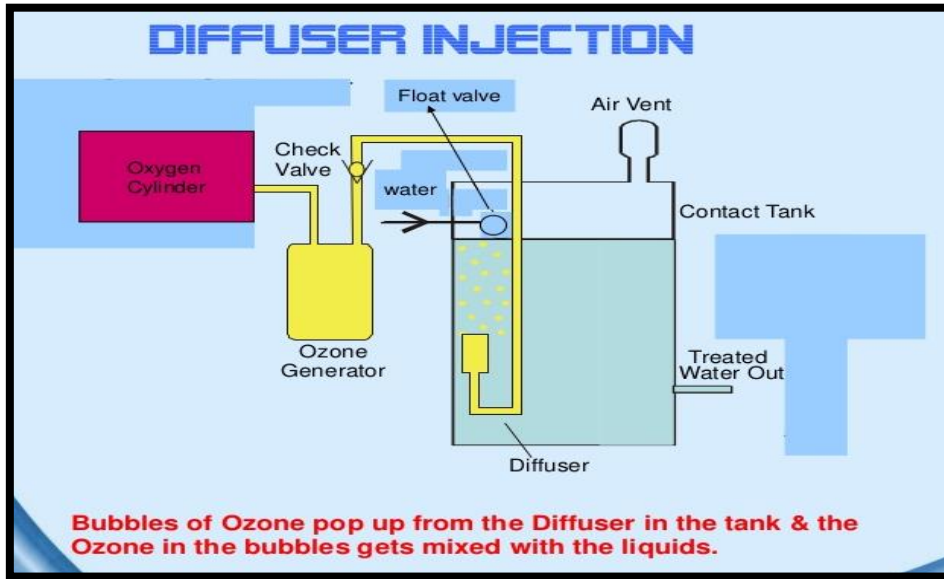 DIFFUSER INJECTION
Float valve
Air Vent
Check
Valve
Oxygen
Cylinder
water
Contact Tank
Ozone
Generator
Treated
Water Out
Diffuser
Bubbles of Ozone pop up from the Diffuser in the tank & the
Ozone in the bubbles gets mixed with the liquids.